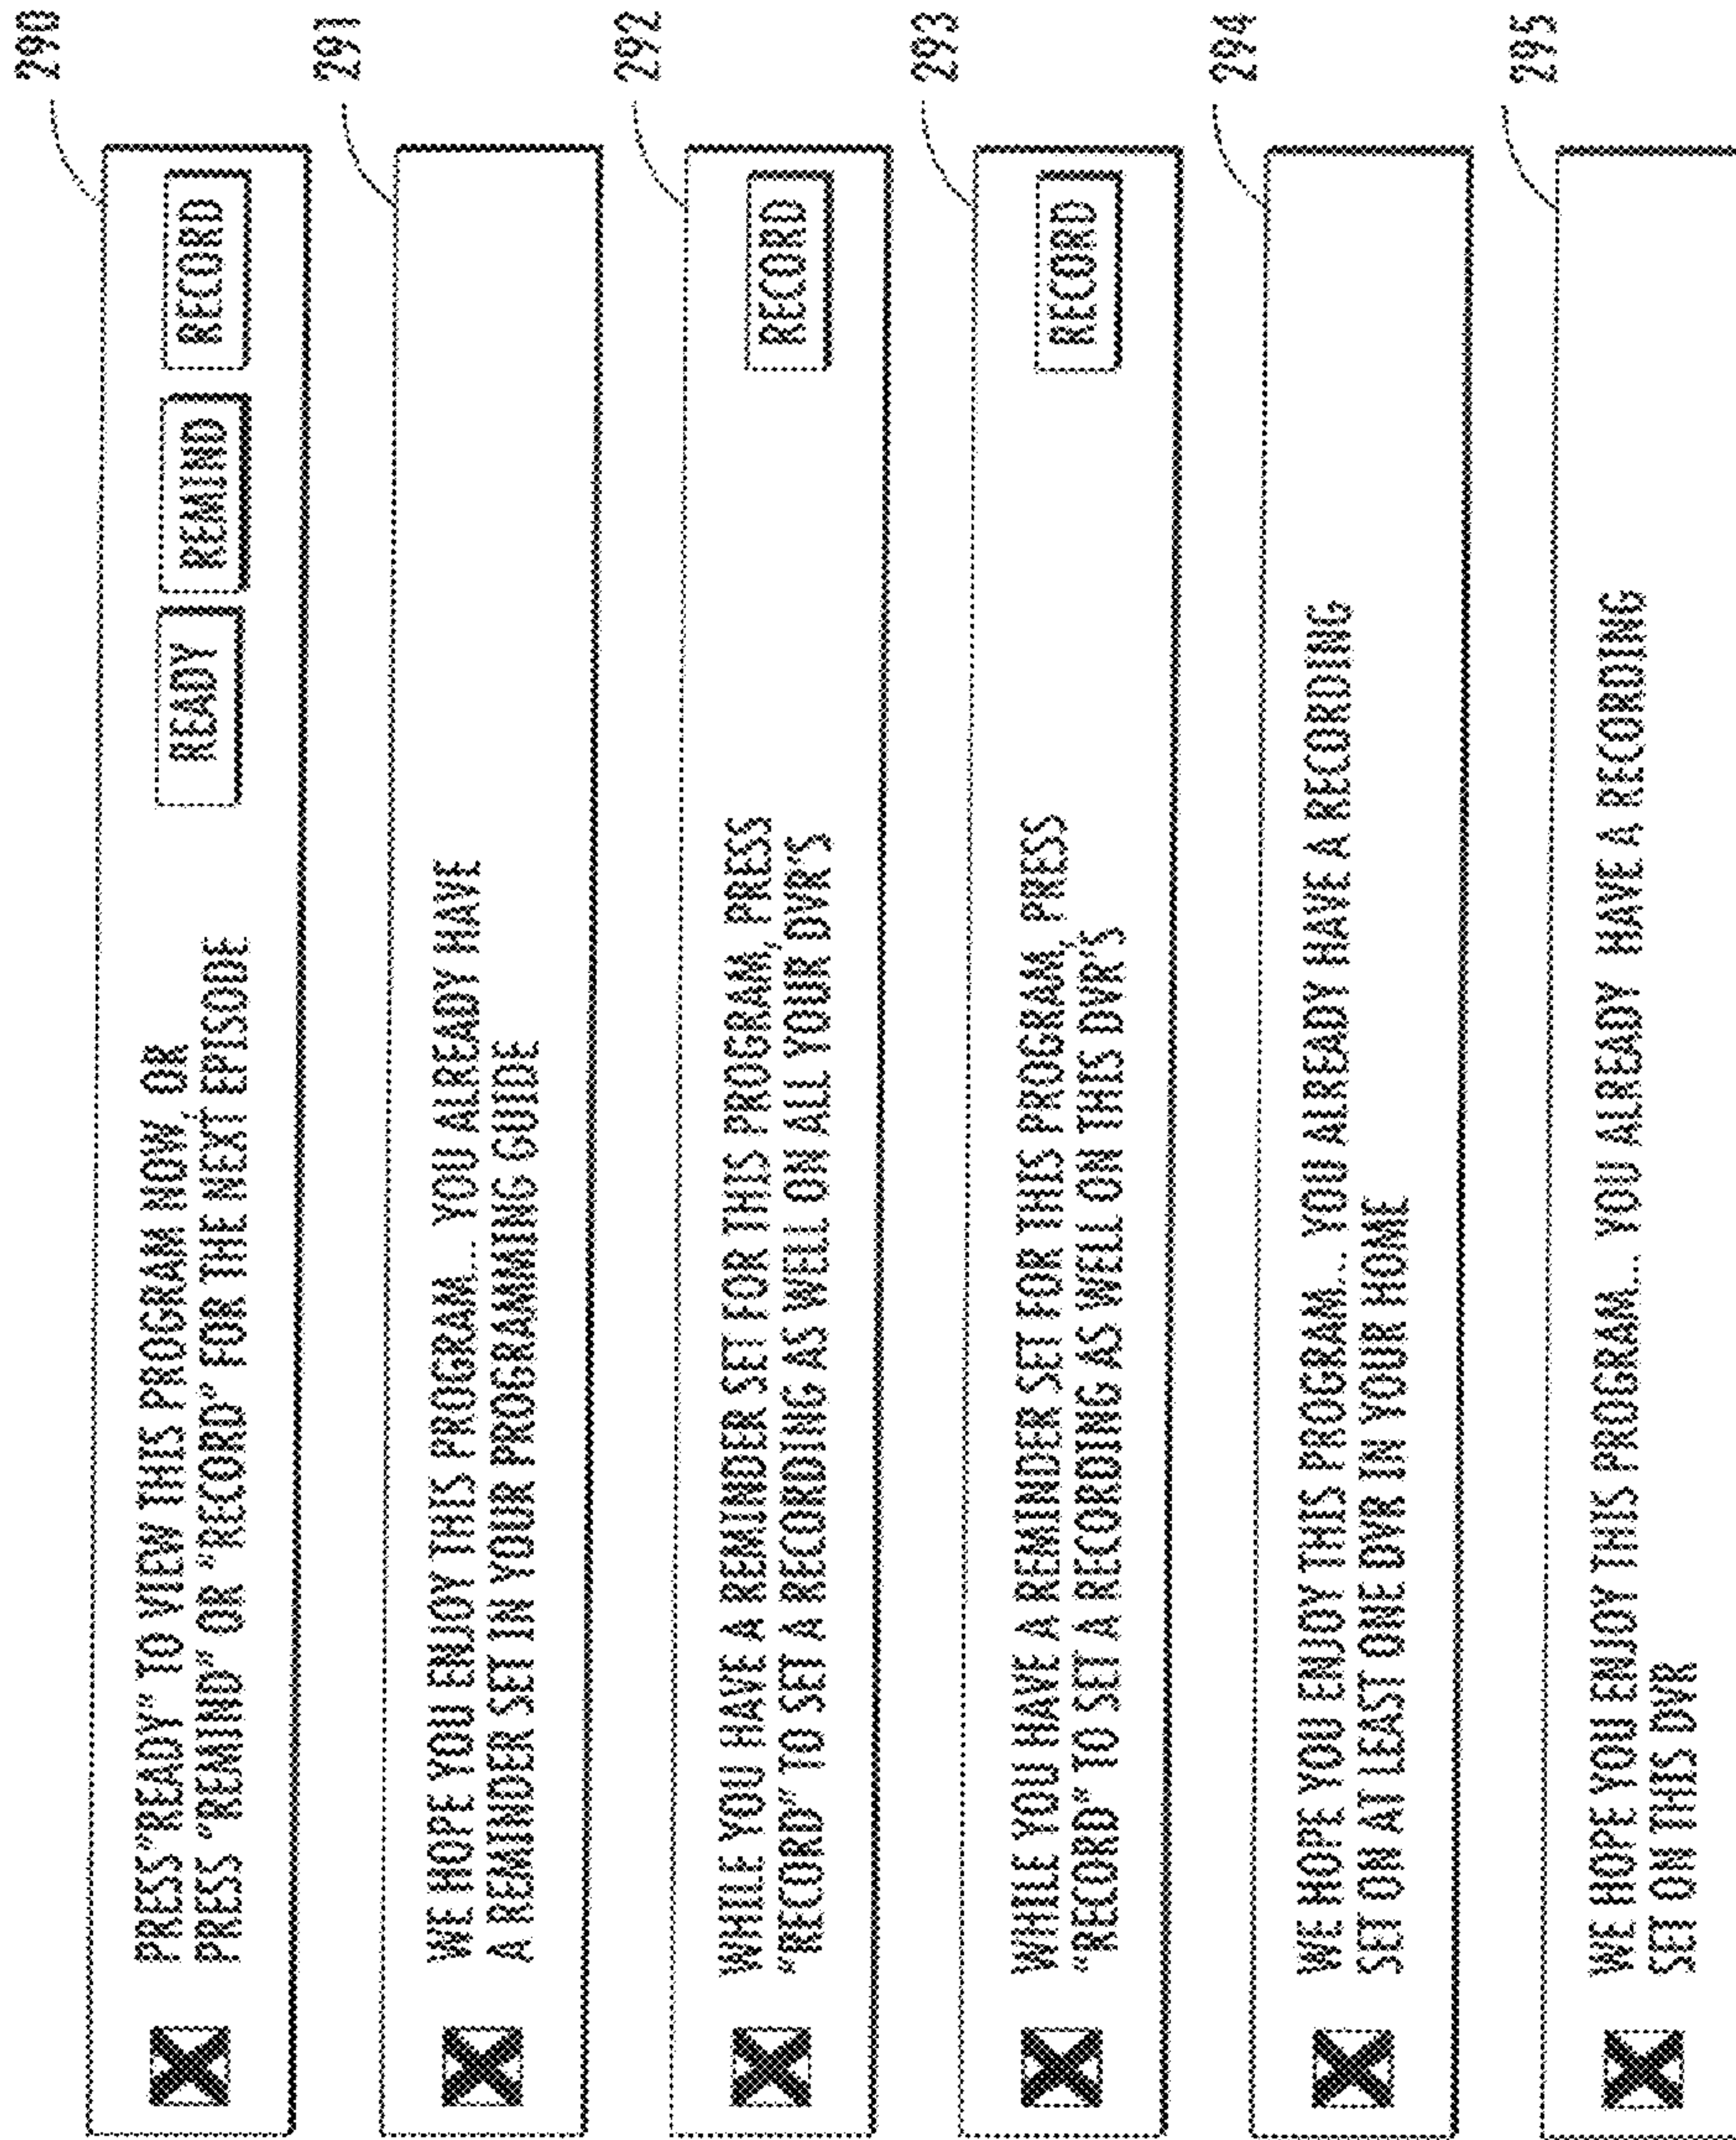 290
PRESS"READY" TO VIEW THIS PROGRAM NOW, OR
PRESS "REMIND" OR "RECORD" FOR THE NEXT EPISODE
READY
REMIND
RECORD
291
WE HOPE YOU ENJOY THIS PROGRAM... YOU ALREADY HAVE
A REMINDER SET IN YOUR PROGRAMMING GUIDE
292
WHILE YOU HAVE A REMINDER SET FOR THIS PROGRAM, PRESS
"RECORD" TO SET A RECORDING AS WELL ON ALL YOUR DVR'S
RECORD
293
WHILE YOU HAVE A REMINDER SET FOR THIS PROGRAM, PRESS
"RECORD" TO SET A RECORDING AS WELL ON THIS DVR'S
RECORD
294
WE HOPE YOU ENJOY THIS PROGRAM... YOU ALREADY HAVE A RECORDING
SET ON AT LEAST ONE DVR IN YOUR HOME
295
WE HOPE YOU ENJOY THIS PROGRAM... YOU ALREADY HAVE A RECORDING
SET ON THIS DVR